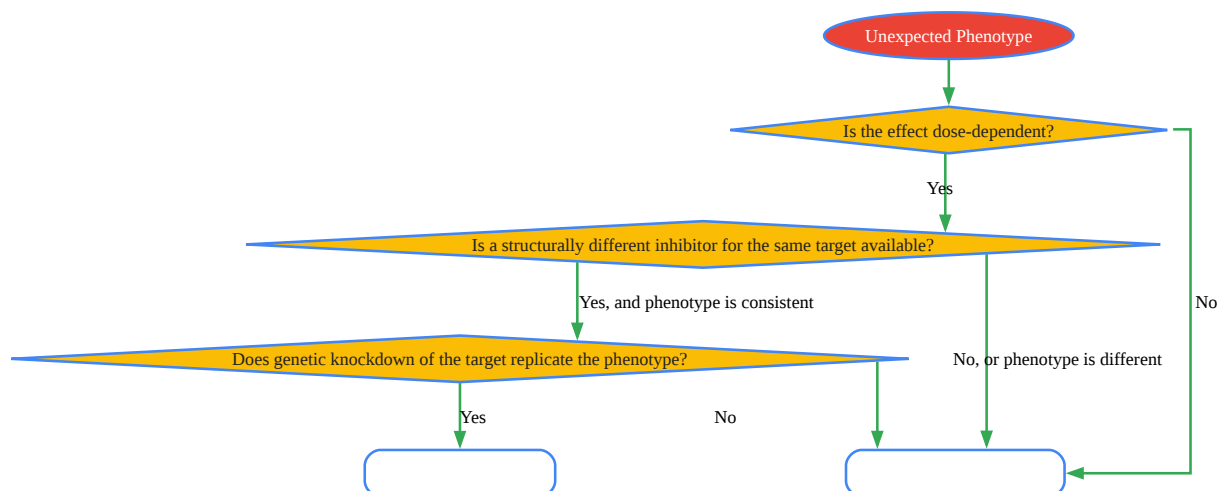 Unexpected Phenotype
Is the effect dose-dependent?
Yes
Is a structurally different inhibitor for the same target available?
Yes, and phenotype is consistent
No
Does genetic knockdown of the target replicate the phenotype?
No, or phenotype is different
Yes
No